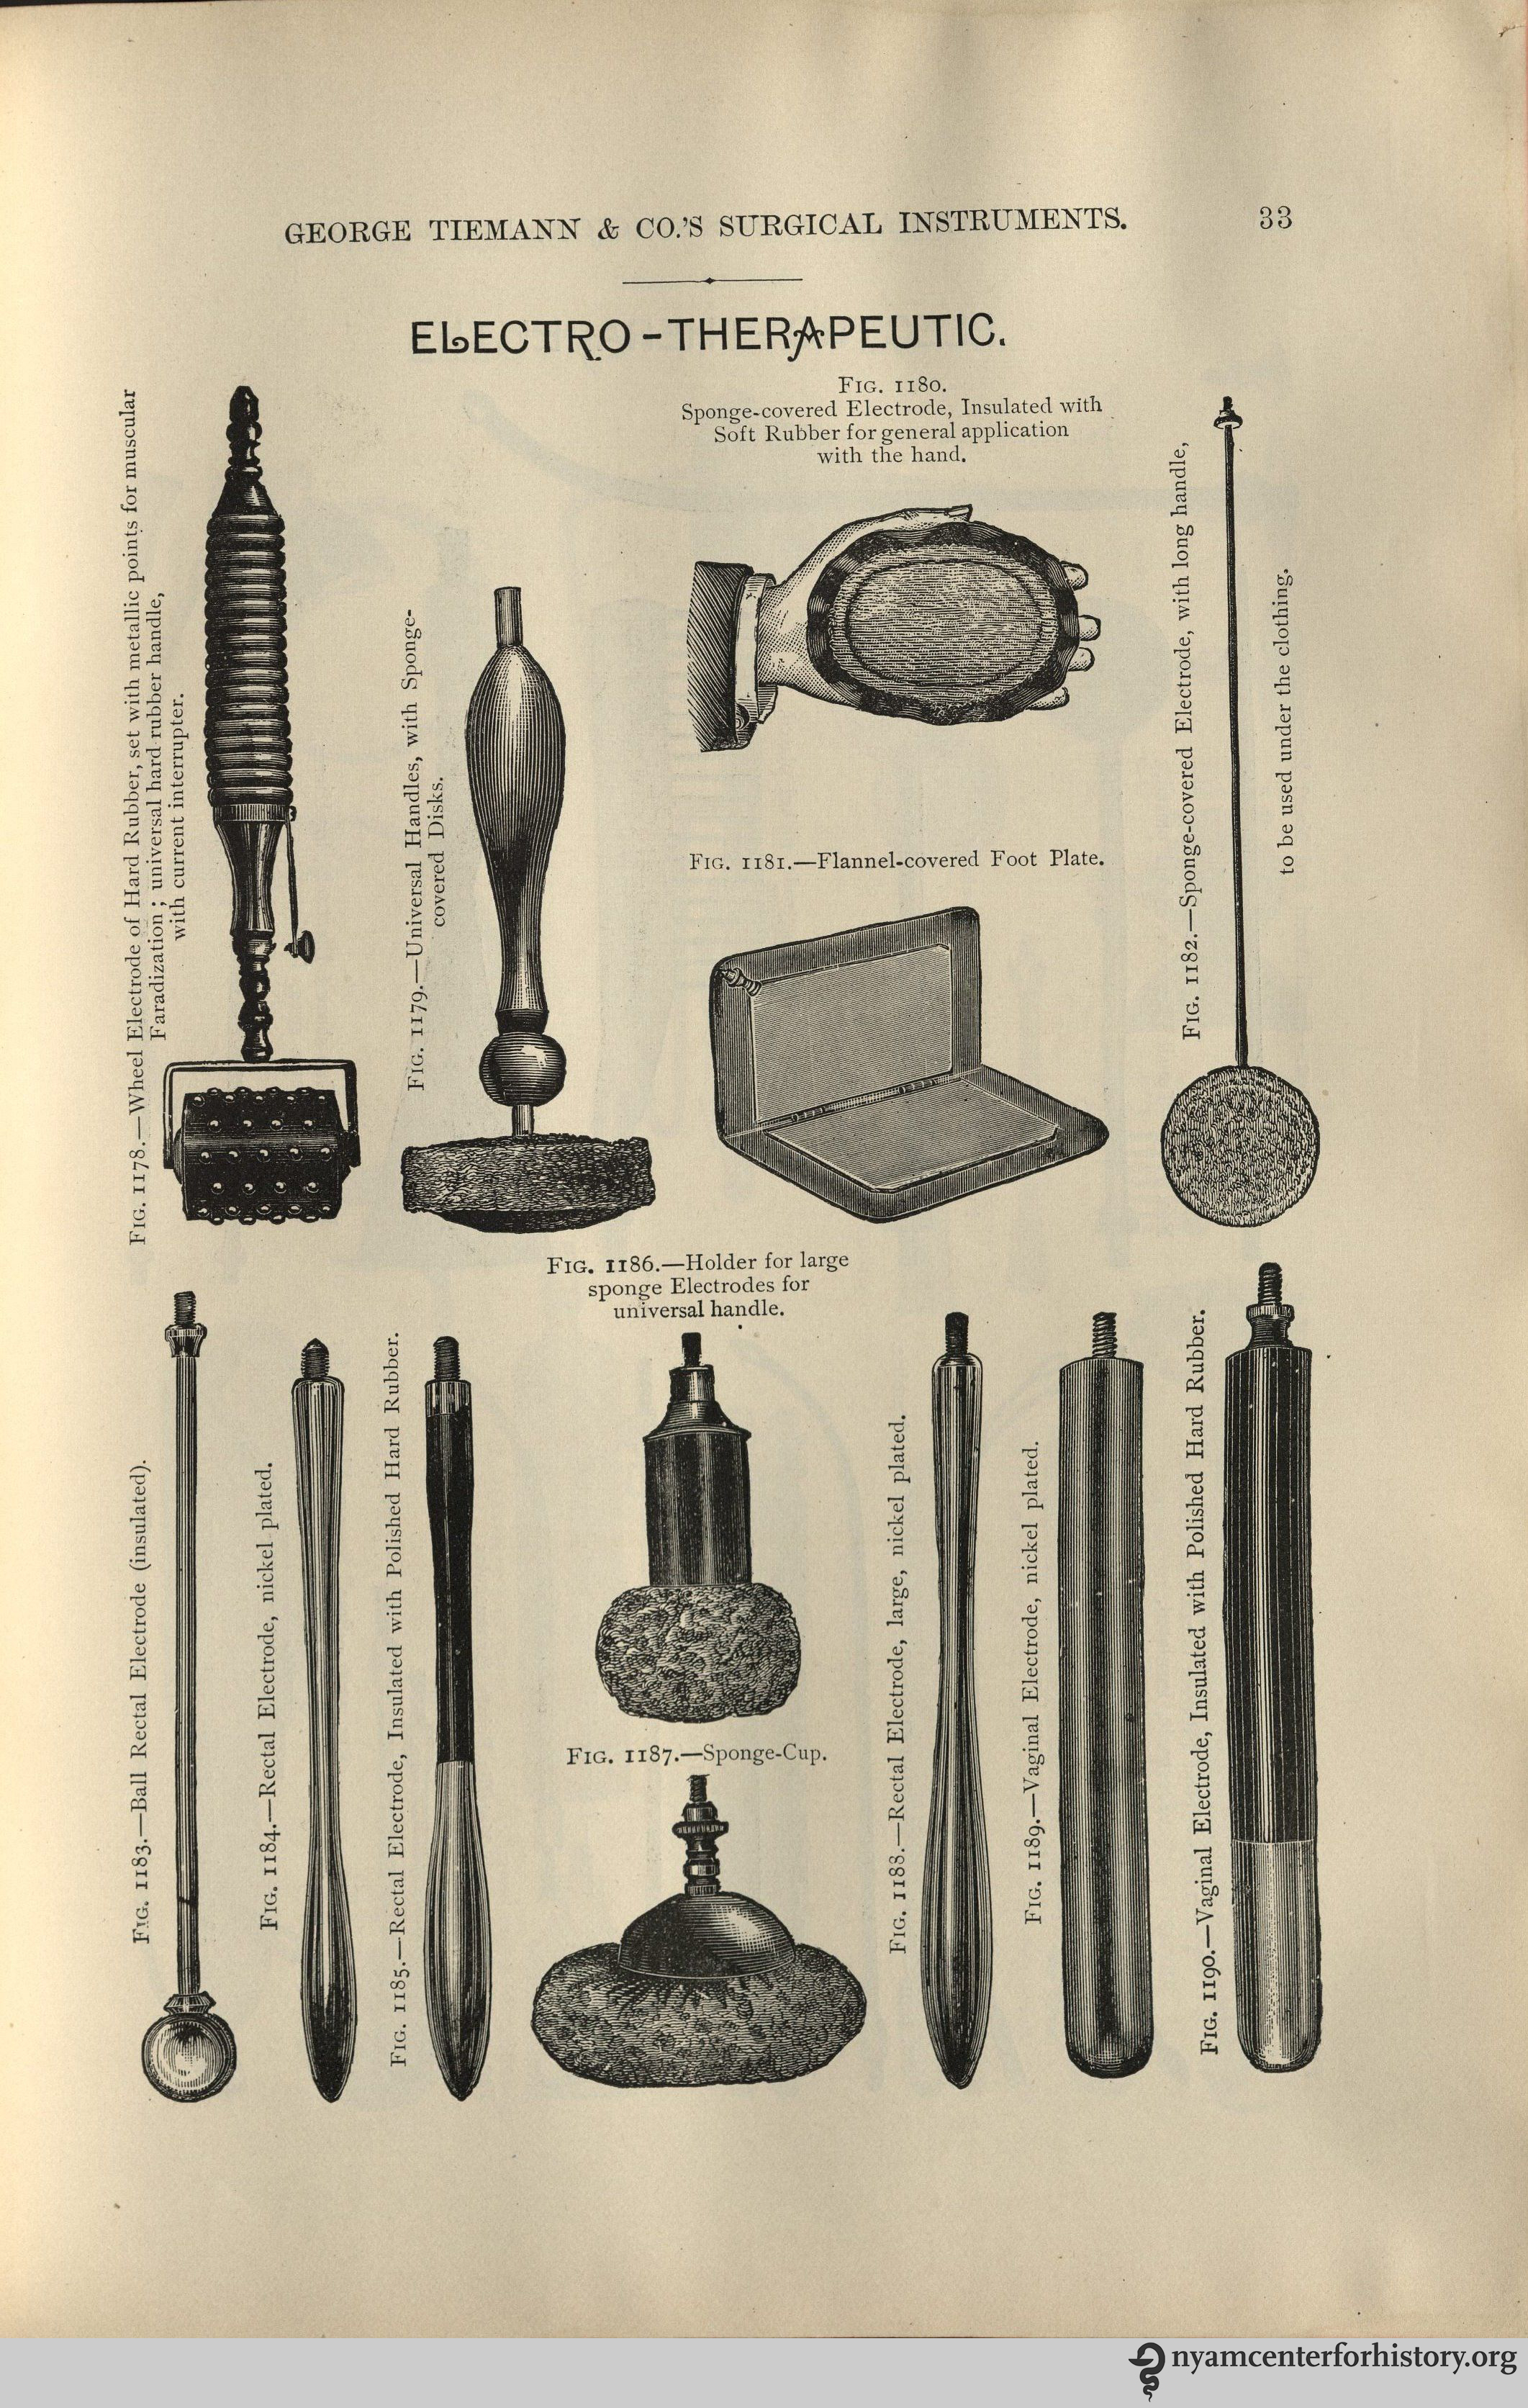 GEORGE TIEMANN & CO.'S SURGICAL INSTRUMENTS.
33
ELECTRO-THERAPEUTIC.
FIG. 1178.—Wheel Electrode of Hard Rubber, set with metallic points for muscular
Faradization; universal hard rubber handle,
with current interrupter.
FIG. 1179.—Universal Handles, with Sponge-
covered Disks.
FIG. 1180.
Sponge-covered Electrode, Insulated with
Soft Rubber for general application
with the hand.
FIG. 1181.—Flannel-covered Foot Plate.
FIG. 1182.—Sponge-covered Electrode, with long handle,
to be used under the clothing.
FIG. 1183.—Ball Rectal Electrode (insulated).
FIG. 1184.—Rectal Electrode, nickel plated.
FIG. 1185.—Rectal Electrode, Insulated with Polished Hard Rubber.
FIG. 1186.—Holder for large
sponge Electrodes for
universal handle.
FIG. 1187.—Sponge-Cup.
FIG. 1188.—Rectal Electrode, large, nickel plated.
FIG. 1189.—Vaginal Electrode, nickel plated.
FIG. 1190.—Vaginal Electrode, Insulated with Polished Hard Rubber.
nyamcenterforhistory.org